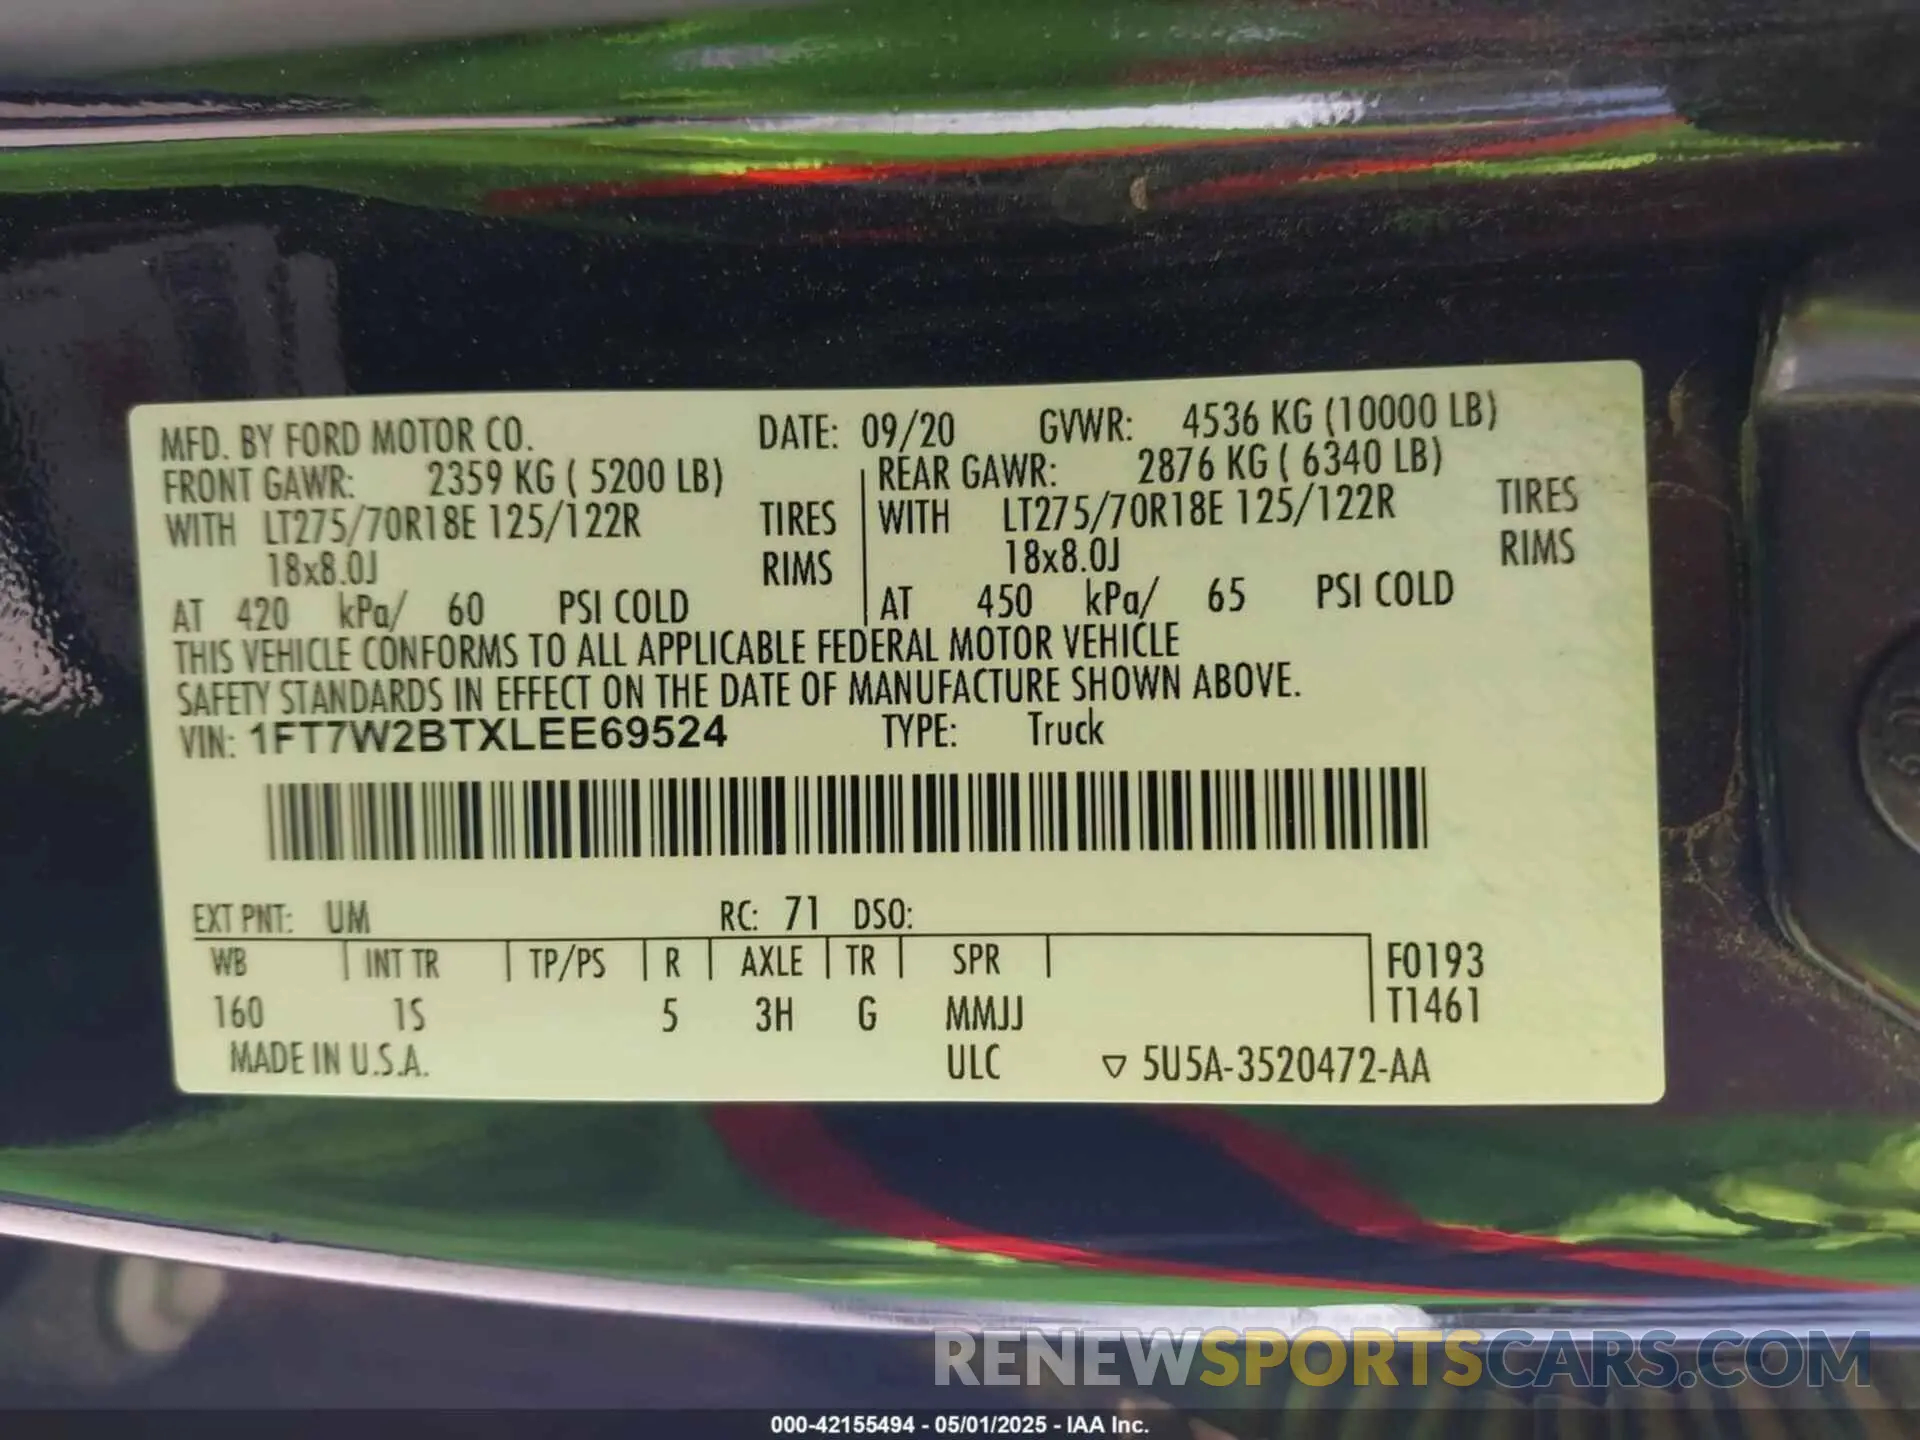 MFD. BY FORD MOTOR CO. DATE: 09/20 GVWR: 4536 KG (10000 LB)
FRONT GAWR: 2359 KG ( 5200 LB) REAR GAWR: 2876 KG ( 6340 LB)
WITH LT275/70R18E 125/122R TIRES WITH LT275/70R18E 125/122R TIRES
18x8.0J RIMS 18x8.0J RIMS
AT 420 kPa/ 60 PSI COLD AT 450 kPa/ 65 PSI COLD
THIS VEHICLE CONFORMS TO ALL APPLICABLE FEDERAL MOTOR VEHICLE
SAFETY STANDARDS IN EFFECT ON THE DATE OF MANUFACTURE SHOWN ABOVE.
VIN: 1FT7W2BTXLEE69524 TYPE: Truck
EXT PNT: UM RC: 71 DSO:
WB INT TR TP/PS R AXLE TR SPR F0193
160 1S 5 3H G MMJJ T1461
MADE IN U.S.A. ULC ▽ 5U5A-3520472-AA
RENEWSPORTSCARS.COM
000-42155494 - 05/01/2025 - IAA Inc.